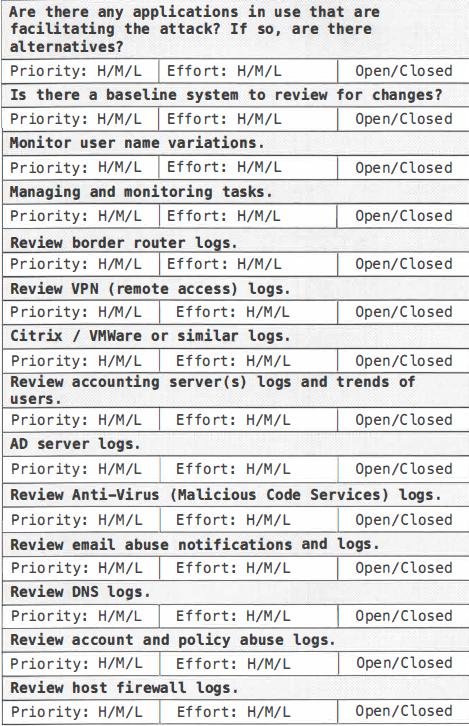 Are there any applications in use that are
facilitating the attack? If so, are there
alternatives?
Priority: H/M/L Effort: H/M/L Open/Closed
Is there a baseline system to review for changes?
Priority: H/M/L Effort: H/M/L Open/Closed
Monitor user name variations.
Priority: H/M/L Effort: H/M/L Open/Closed
Managing and monitoring tasks.
Priority: H/M/L Effort: H/M/L Open/Closed
Review border router logs.
Priority: H/M/L Effort: H/M/L Open/Closed
Review VPN (remote access) logs.
Priority: H/M/L Effort: H/M/L Open/Closed
Citrix / VMWare or similar logs.
Priority: H/M/L Effort: H/M/L Open/Closed
Review accounting server(s) logs and trends of
users.
Priority: H/M/L Effort: H/M/L Open/Closed
AD server logs.
Priority: H/M/L Effort: H/M/L Open/Closed
Review Anti-Virus (Malicious Code Services) logs.
Priority: H/M/L Effort: H/M/L Open/Closed
Review email abuse notifications and logs.
Priority: H/M/L Effort: H/M/L Open/Closed
Review DNS logs.
Priority: H/M/L Effort: H/M/L Open/Closed
Review account and policy abuse logs.
Priority: H/M/L Effort: H/M/L Open/Closed
Review host firewall logs.
Priority: H/M/L Effort: H/M/L Open/Closed